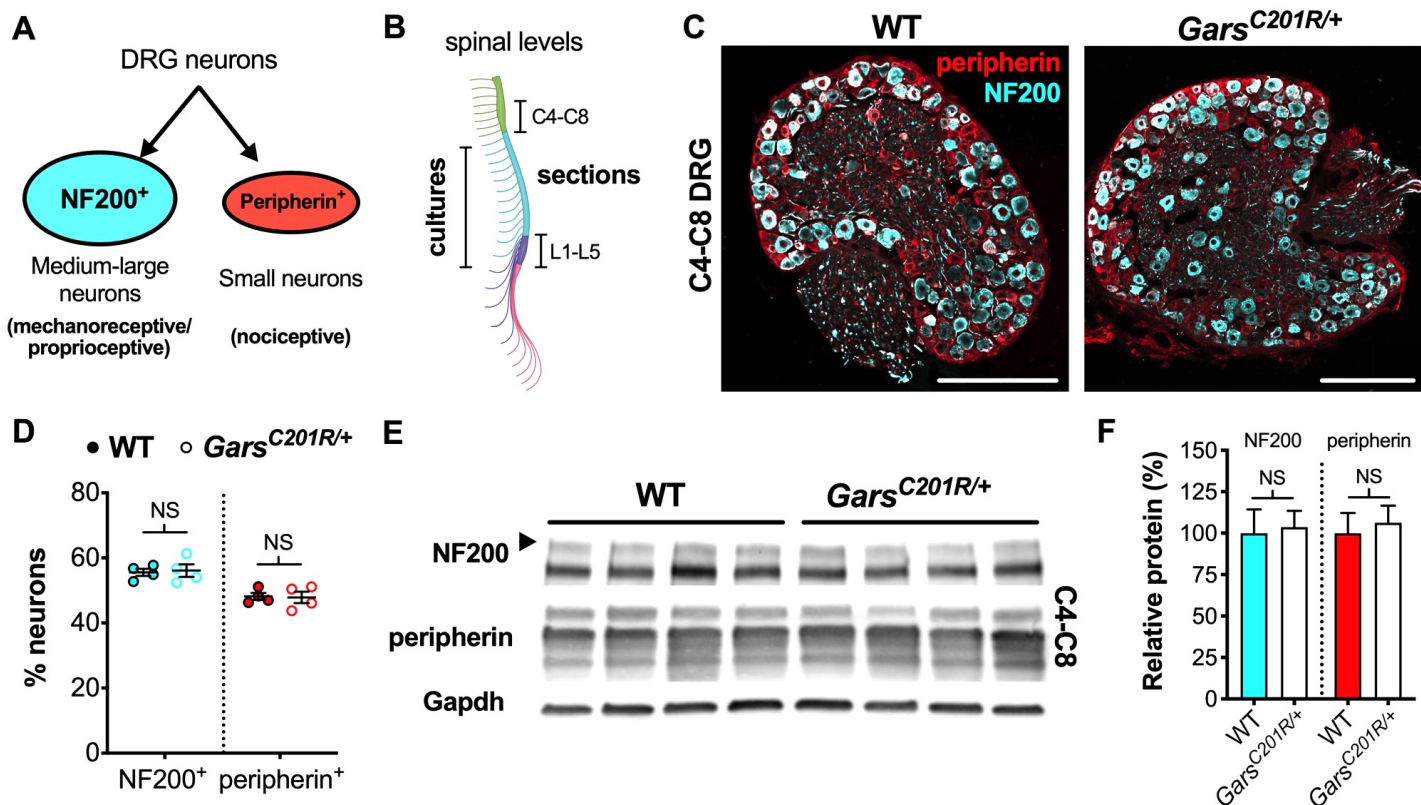 A
DRG neurons
NF200+
Peripherin+
Medium-large
neurons
(mechanoreceptive/
proprioceptive)
Small neurons
(nociceptive)
B
spinal levels
C4-C8
cultures
sections
L1-L5
C
WT
GarsC201R/+
peripherin
NF200
C4-C8 DRG
D
WT
GarsC201R/+
% neurons
80
60
40
20
0
NS
NS
NF200+
peripherin+
E
WT
GarsC201R/+
NF200
peripherin
Gapdh
C4-C8
F
Relative protein (%)
NF200
peripherin
150
125
100
75
50
25
0
NS
NS
WT
GarsC201R/+
WT
GarsC201R/+